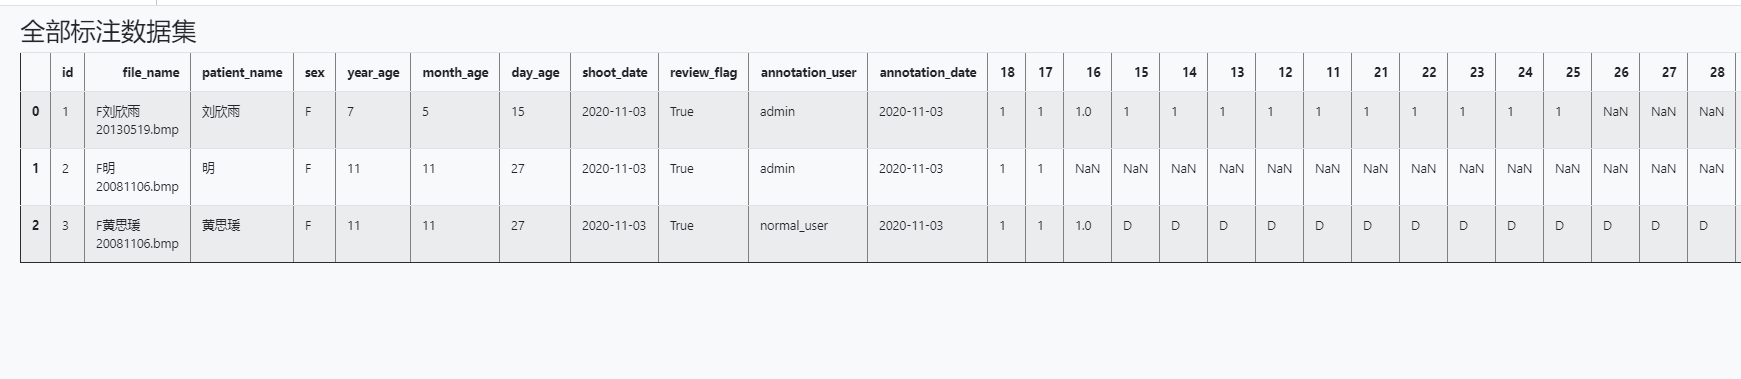 全部标注数据集
id file_name patient_name sex year_age month_age day_age shoot_date review_flag annotation_user annotation_date 18 17 16 15 14 13 12 11 21 22 23 24 25 26 27 28
0 1 F刘欣雨 刘欣雨 F 7 5 15 2020-11-03 True admin 2020-11-03 1 1 1.0 1 1 1 1 1 1 1 1 1 1 NaN NaN NaN
20130519.bmp
1 2 F明 明 F 11 11 27 2020-11-03 True admin 2020-11-03 1 1 NaN NaN NaN NaN NaN NaN NaN NaN NaN NaN NaN NaN NaN NaN
20081106.bmp
2 3 F黄思瑗 黄思瑗 F 11 11 27 2020-11-03 True normal_user 2020-11-03 1 1 1.0 D D D D D D D D D D D D D
20081106.bmp